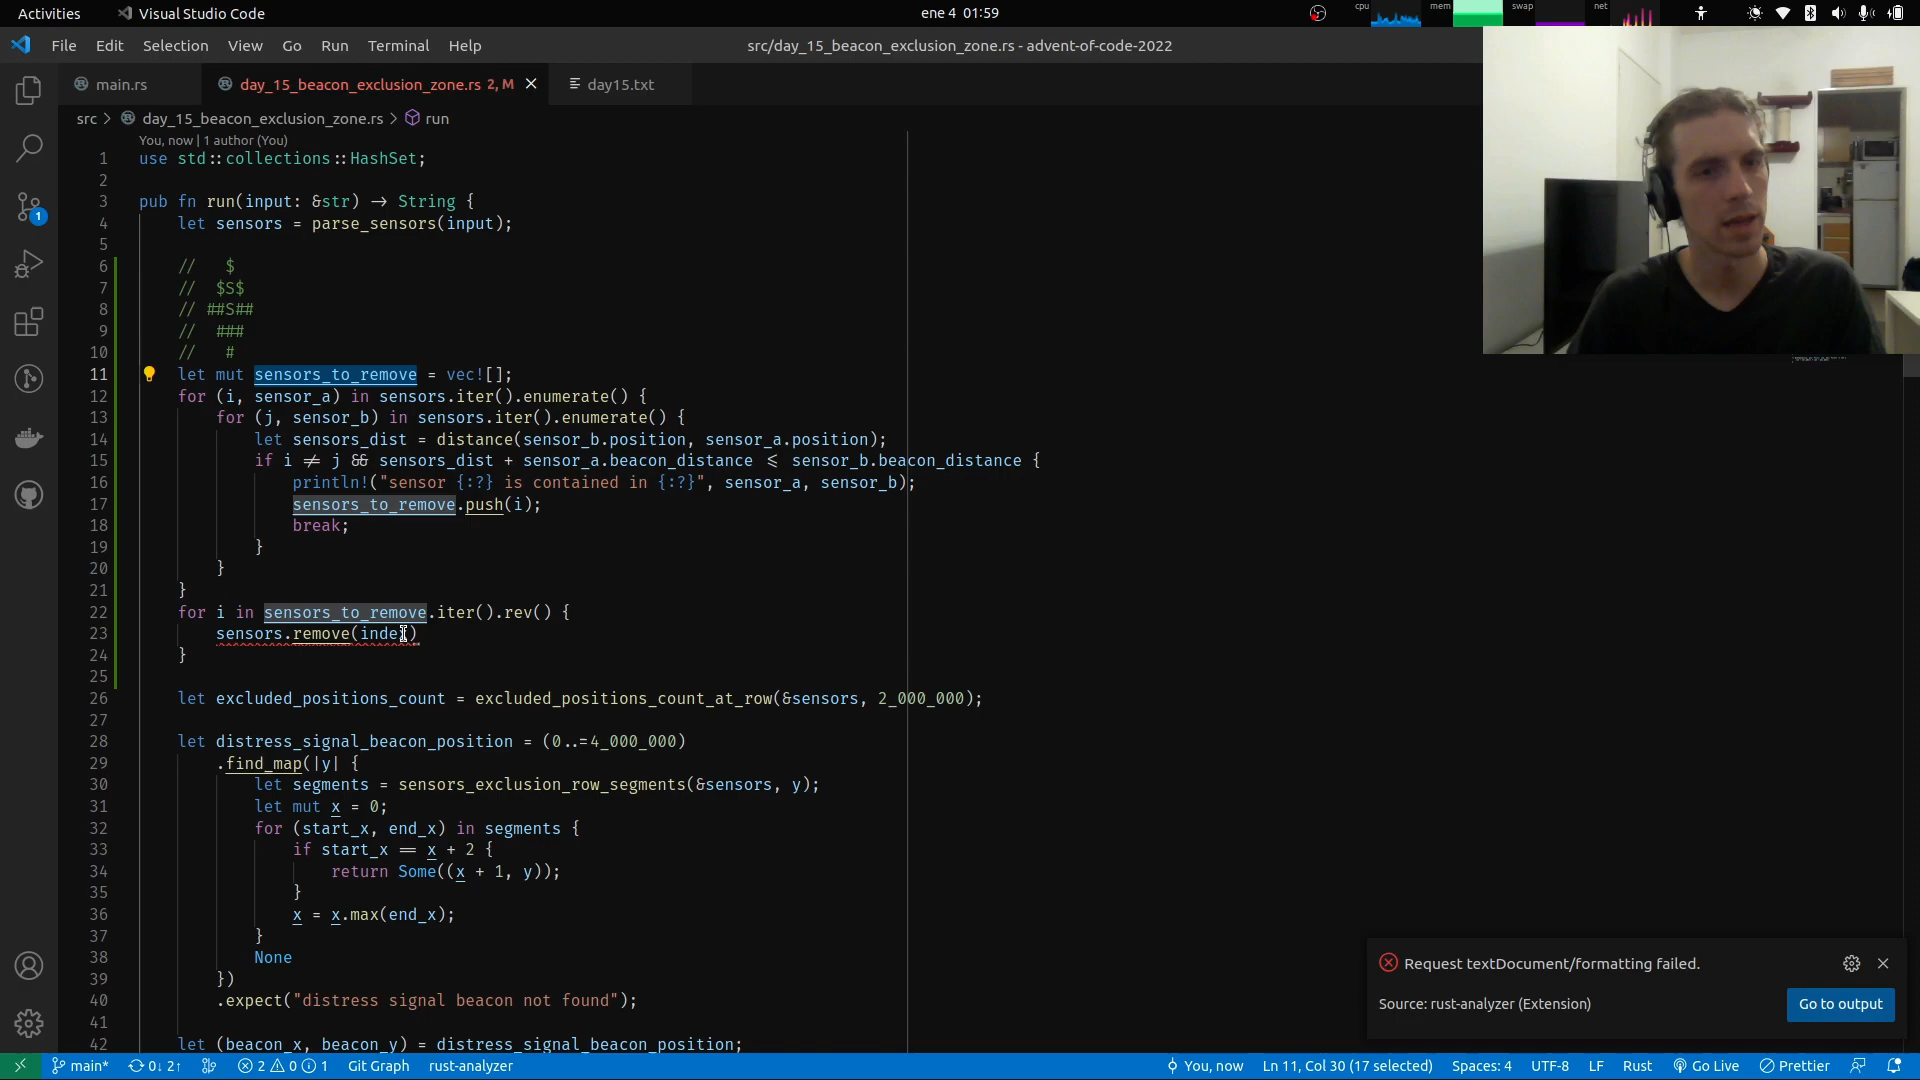 Activities Visual Studio Code ene 4 01:59 cpu mem swap net
File Edit Selection View Go Run Terminal Help src/day_15_beacon_exclusion_zone.rs - advent-of-code-2022
main.rs day_15_beacon_exclusion_zone.rs 2, M day15.txt
src > day_15_beacon_exclusion_zone.rs > run
You, now | 1 author (You)
1 use std::collections::HashSet;
2
3 pub fn run(input: &str) → String {
4 let sensors = parse_sensors(input);
5
6 // $
7 // $S$
8 // ##S##
9 // ###
10 // #
11 let mut sensors_to_remove = vec![];
12 for (i, sensor_a) in sensors.iter().enumerate() {
13 for (j, sensor_b) in sensors.iter().enumerate() {
14 let sensors_dist = distance(sensor_b.position, sensor_a.position);
15 if i ≠ j && sensors_dist + sensor_a.beacon_distance ⩽ sensor_b.beacon_distance {
16 println!("sensor {:?} is contained in {:?}", sensor_a, sensor_b);
17 sensors_to_remove.push(i);
18 break;
19 }
20 }
21 }
22 for i in sensors_to_remove.iter().rev() {
23 sensors.remove(index)
24 }
25
26 let excluded_positions_count = excluded_positions_count_at_row(&sensors, 2_000_000);
27
28 let distress_signal_beacon_position = (0..=4_000_000)
29 .find_map(|y| {
30 let segments = sensors_exclusion_row_segments(&sensors, y);
31 let mut x = 0;
32 for (start_x, end_x) in segments {
33 if start_x == x + 2 {
34 return Some((x + 1, y));
35 }
36 x = x.max(end_x);
37 }
38 None
39 })
40 .expect("distress signal beacon not found");
41
42 let (beacon_x, beacon_y) = distress_signal_beacon_position;
1
Request textDocument/formatting failed.
Source: rust-analyzer (Extension) Go to output
main* 0↓ 2↑ 2 0 1 Git Graph rust-analyzer You, now Ln 11, Col 30 (17 selected) Spaces: 4 UTF-8 LF Rust Go Live Prettier